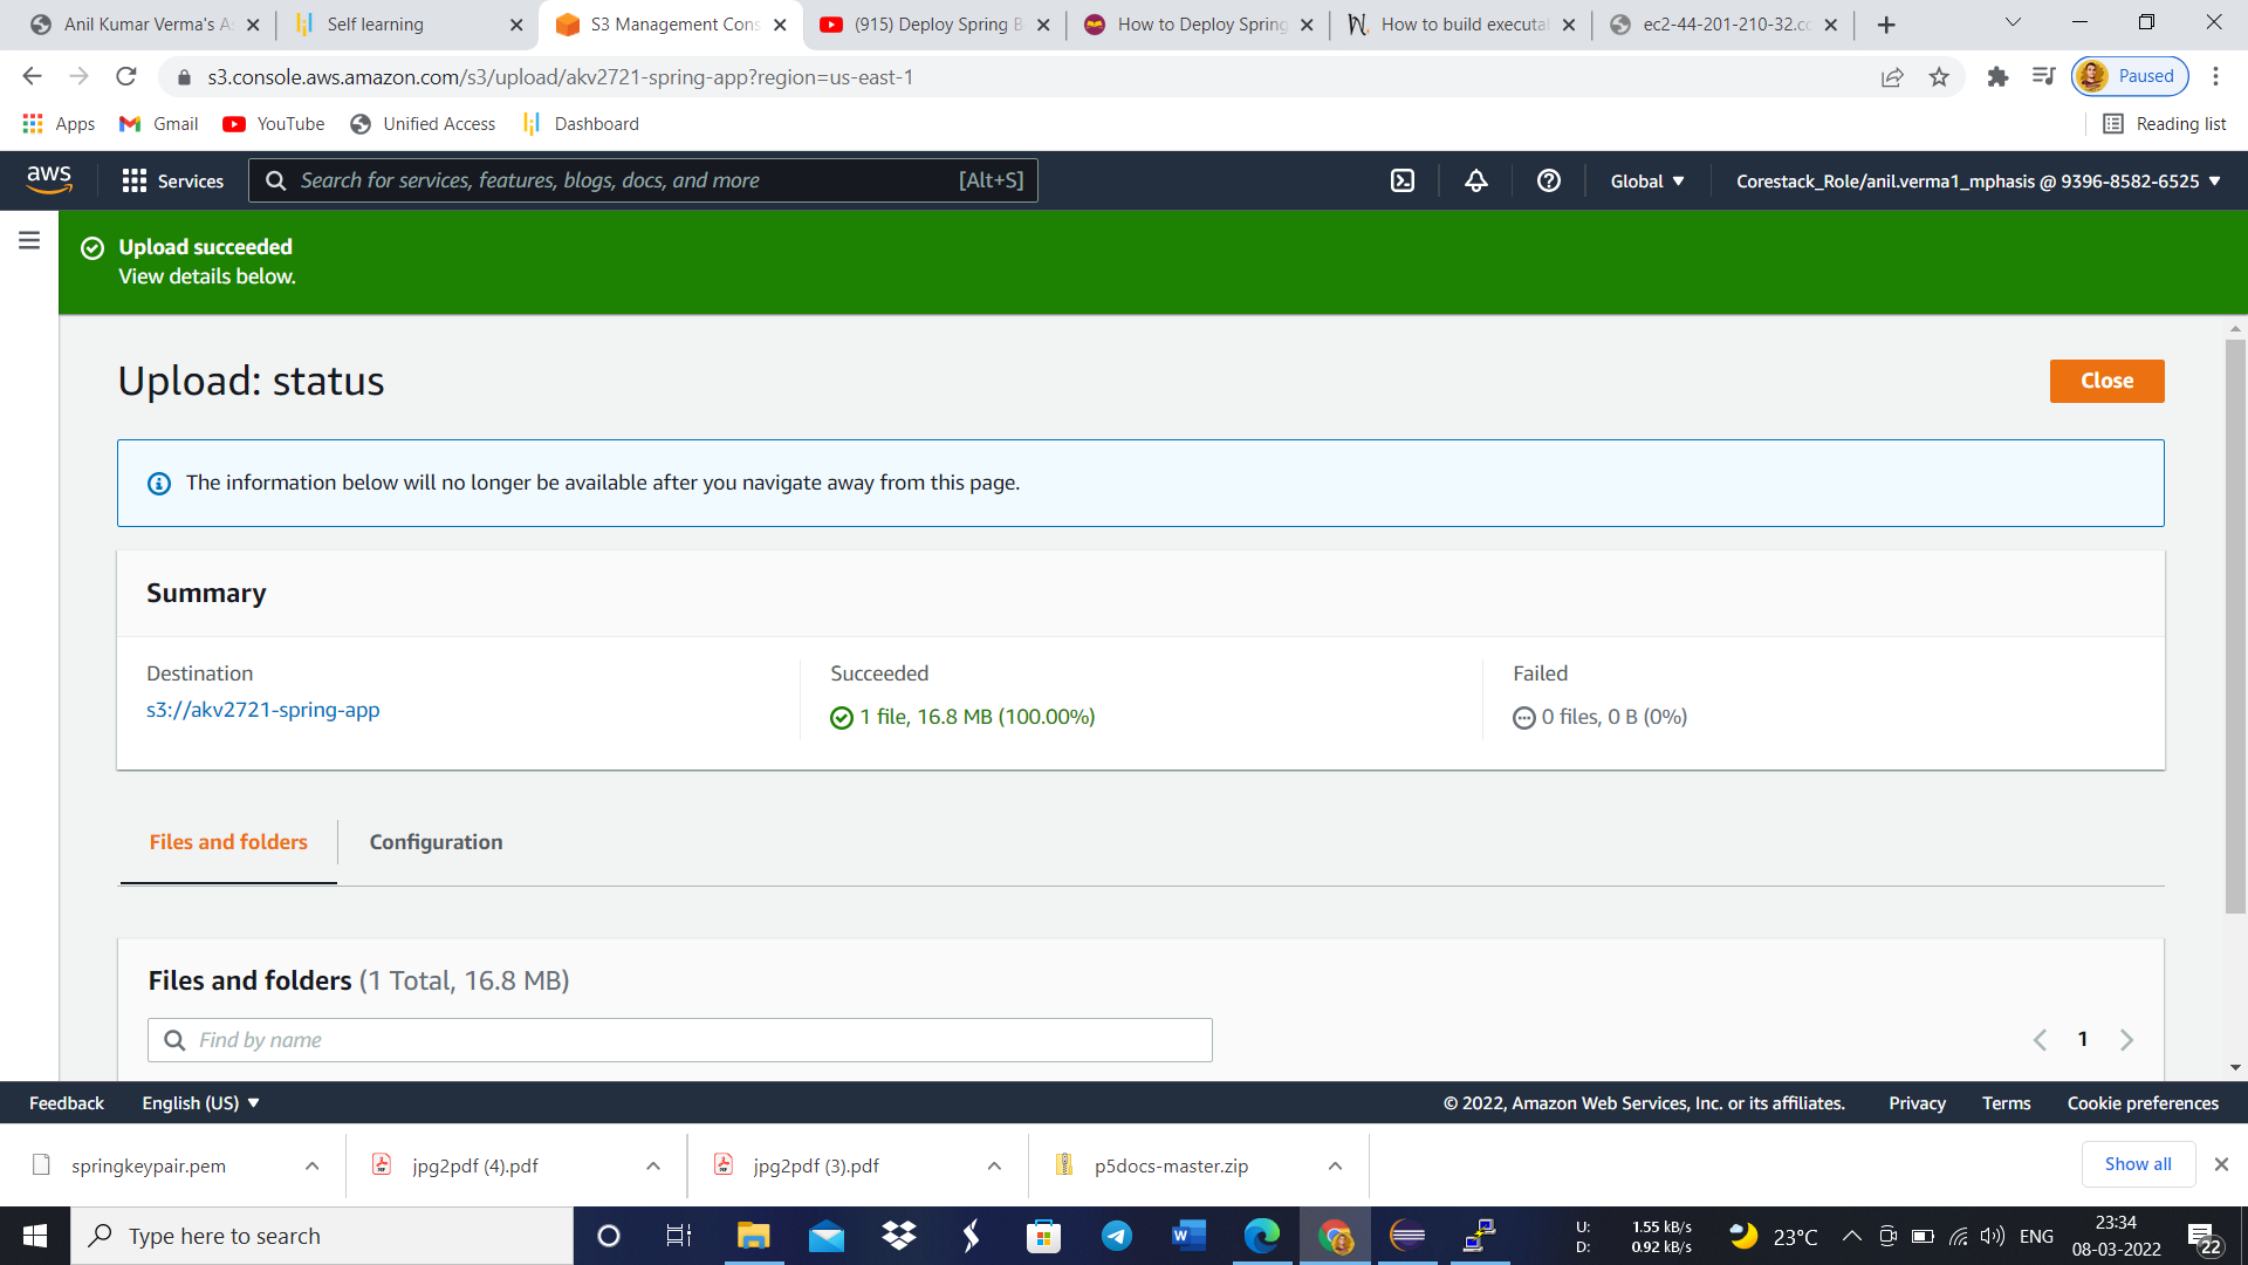 Anil Kumar Verma's As
Self learning
S3 Management Cons
(915) Deploy Spring B
How to Deploy Spring
How to build executab
ec2-44-201-210-32.co
s3.console.aws.amazon.com/s3/upload/akv2721-spring-app?region=us-east-1
Paused
Apps
Gmail
YouTube
Unified Access
Dashboard
Reading list
aws
Services
Search for services, features, blogs, docs, and more
[Alt+S]
Global
Corestack_Role/anil.verma1_mphasis @ 9396-8582-6525
Upload succeeded
View details below.
Upload: status
Close
The information below will no longer be available after you navigate away from this page.
Summary
Destination
s3://akv2721-spring-app
Succeeded
1 file, 16.8 MB (100.00%)
Failed
0 files, 0 B (0%)
Files and folders
Configuration
Files and folders (1 Total, 16.8 MB)
Find by name
1
Feedback
English (US)
© 2022, Amazon Web Services, Inc. or its affiliates.
Privacy
Terms
Cookie preferences
springkeypair.pem
jpg2pdf (4).pdf
jpg2pdf (3).pdf
p5docs-master.zip
Show all
Type here to search
U: 1.55 kB/s
D: 0.92 kB/s
23°C
ENG
23:34
08-03-2022
22